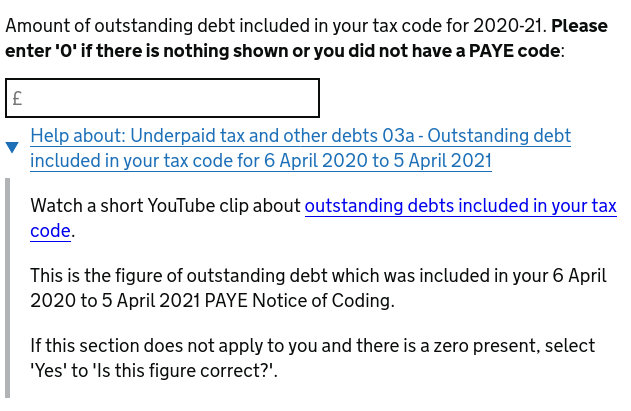 Amount of outstanding debt included in your tax code for 2020-21. Please
enter '0' if there is nothing shown or you did not have a PAYE code:
£
Help about: Underpaid tax and other debts 03a - Outstanding debt
included in your tax code for 6 April 2020 to 5 April 2021
Watch a short YouTube clip about outstanding debts included in your tax
code.
This is the figure of outstanding debt which was included in your 6 April
2020 to 5 April 2021 PAYE Notice of Coding.
If this section does not apply to you and there is a zero present, select
'Yes' to 'Is this figure correct?'.